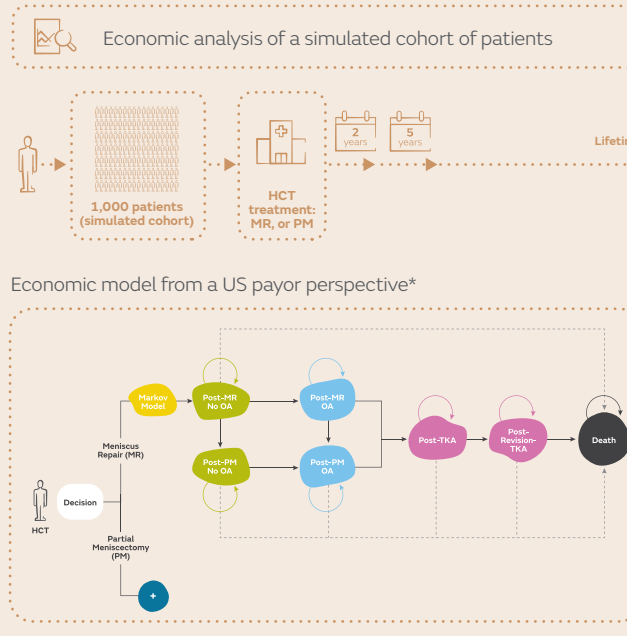 Economic analysis of a simulated cohort of patients
2
years
5
years
1,000 patients
(simulated cohort)
HCT
treatment:
MR, or PM
Economic model from a US payor perspective*
Markov
Model
Post-MR
No OA
Post-MR
OA
Post-PM
No OA
Post-PM
OA
Post-TKA
Post-
Revision-
TKA
Death
Meniscus
Repair (MR)
HCT
Decision
Partial
Meniscectomy
(PM)
+